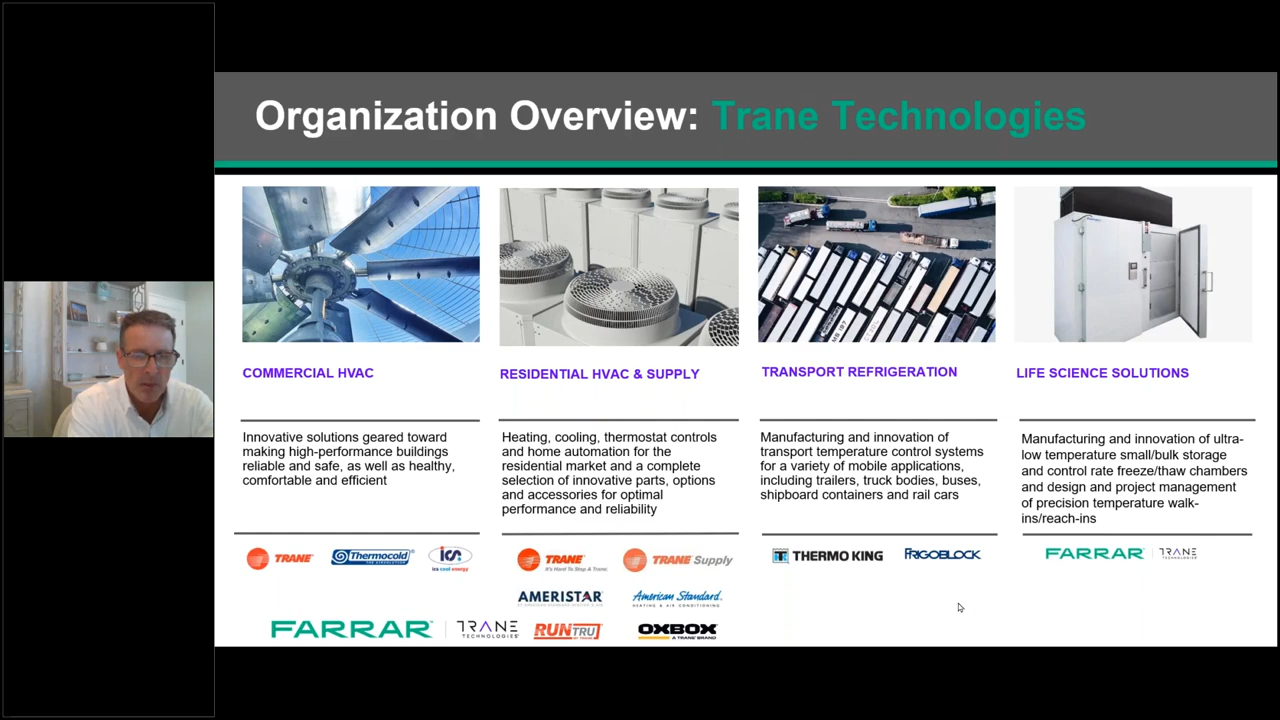 Organization Overview: Trane Technologies
COMMERCIAL HVAC
Innovative solutions geared toward
making high-performance buildings
reliable and safe, as well as healthy,
comfortable and efficient
TRANE
Thermocold
ics
ics cool energy
RESIDENTIAL HVAC & SUPPLY
Heating, cooling, thermostat controls
and home automation for the
residential market and a complete
selection of innovative parts, options
and accessories for optimal
performance and reliability
TRANE
It's Hard To Stop A Trane.
TRANE Supply
AMERISTAR
American Standard
HEATING & AIR CONDITIONING
RUNTRU
BY TRANE
OXBOX
A TRANE BRAND
TRANSPORT REFRIGERATION
Manufacturing and innovation of
transport temperature control systems
for a variety of mobile applications,
including trailers, truck bodies, buses,
shipboard containers and rail cars
THERMO KING
FRIGOBLOCK
LIFE SCIENCE SOLUTIONS
Manufacturing and innovation of ultra-
low temperature small/bulk storage
and control rate freeze/thaw chambers
and design and project management
of precision temperature walk-
ins/reach-ins
FARRAR
TRANE
TECHNOLOGIES
FARRAR
TRANE
TECHNOLOGIES